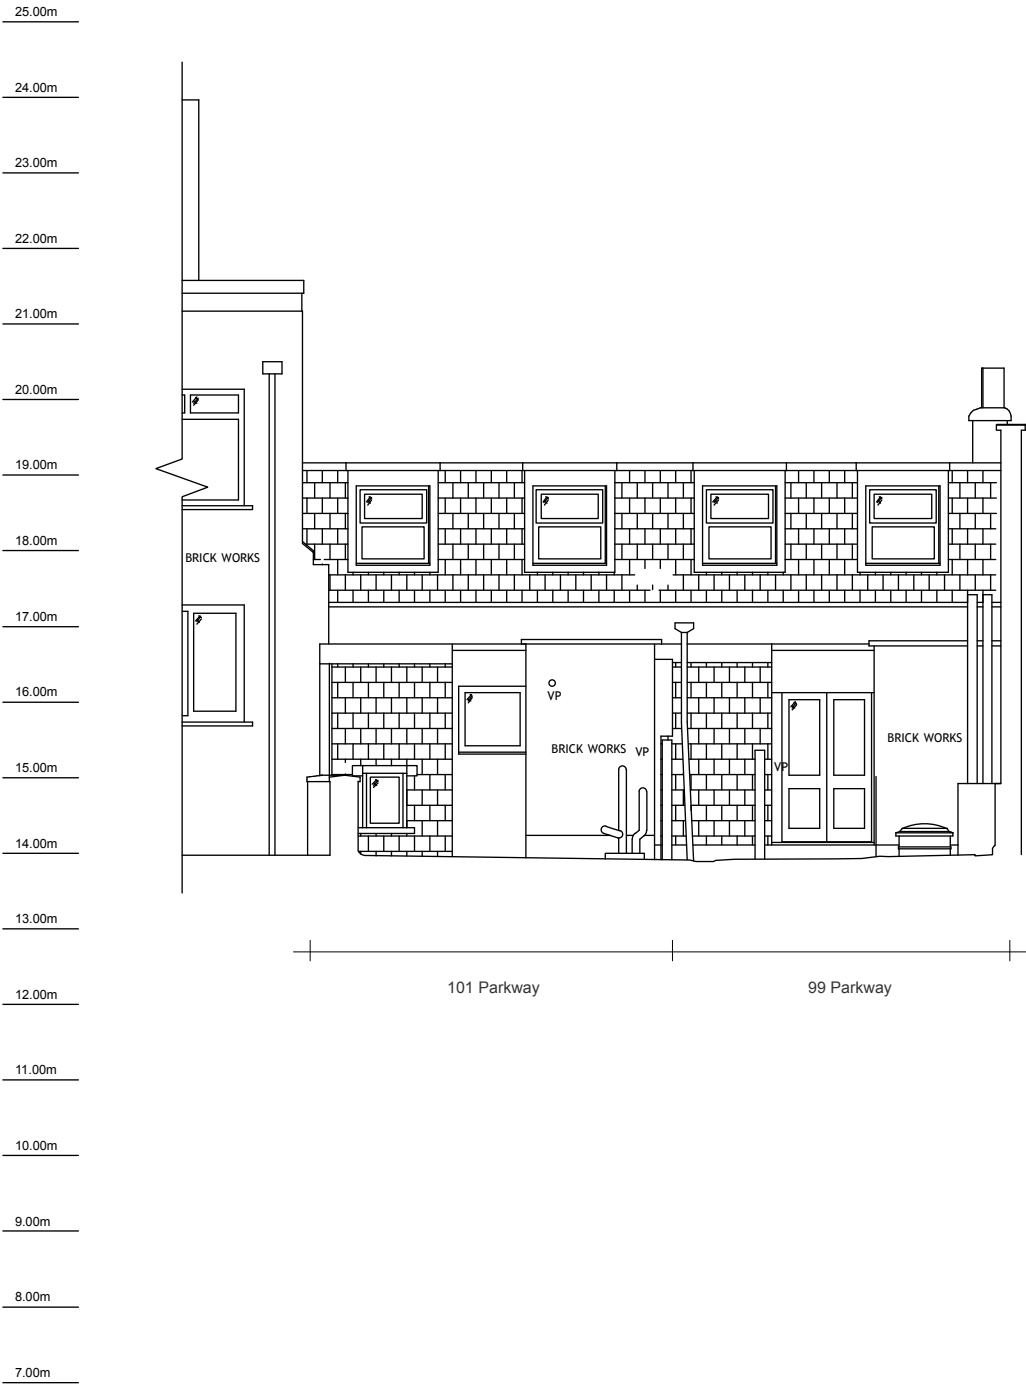 25.00m
24.00m
23.00m
22.00m
21.00m
20.00m
19.00m
18.00m
BRICK WORKS
17.00m
16.00m
VP
BRICK WORKS
BRICK WORKS VP
15.00m
VP
14.00m
13.00m
12.00m
101 Parkway
99 Parkway
11.00m
10.00m
9.00m
8.00m
7.00m